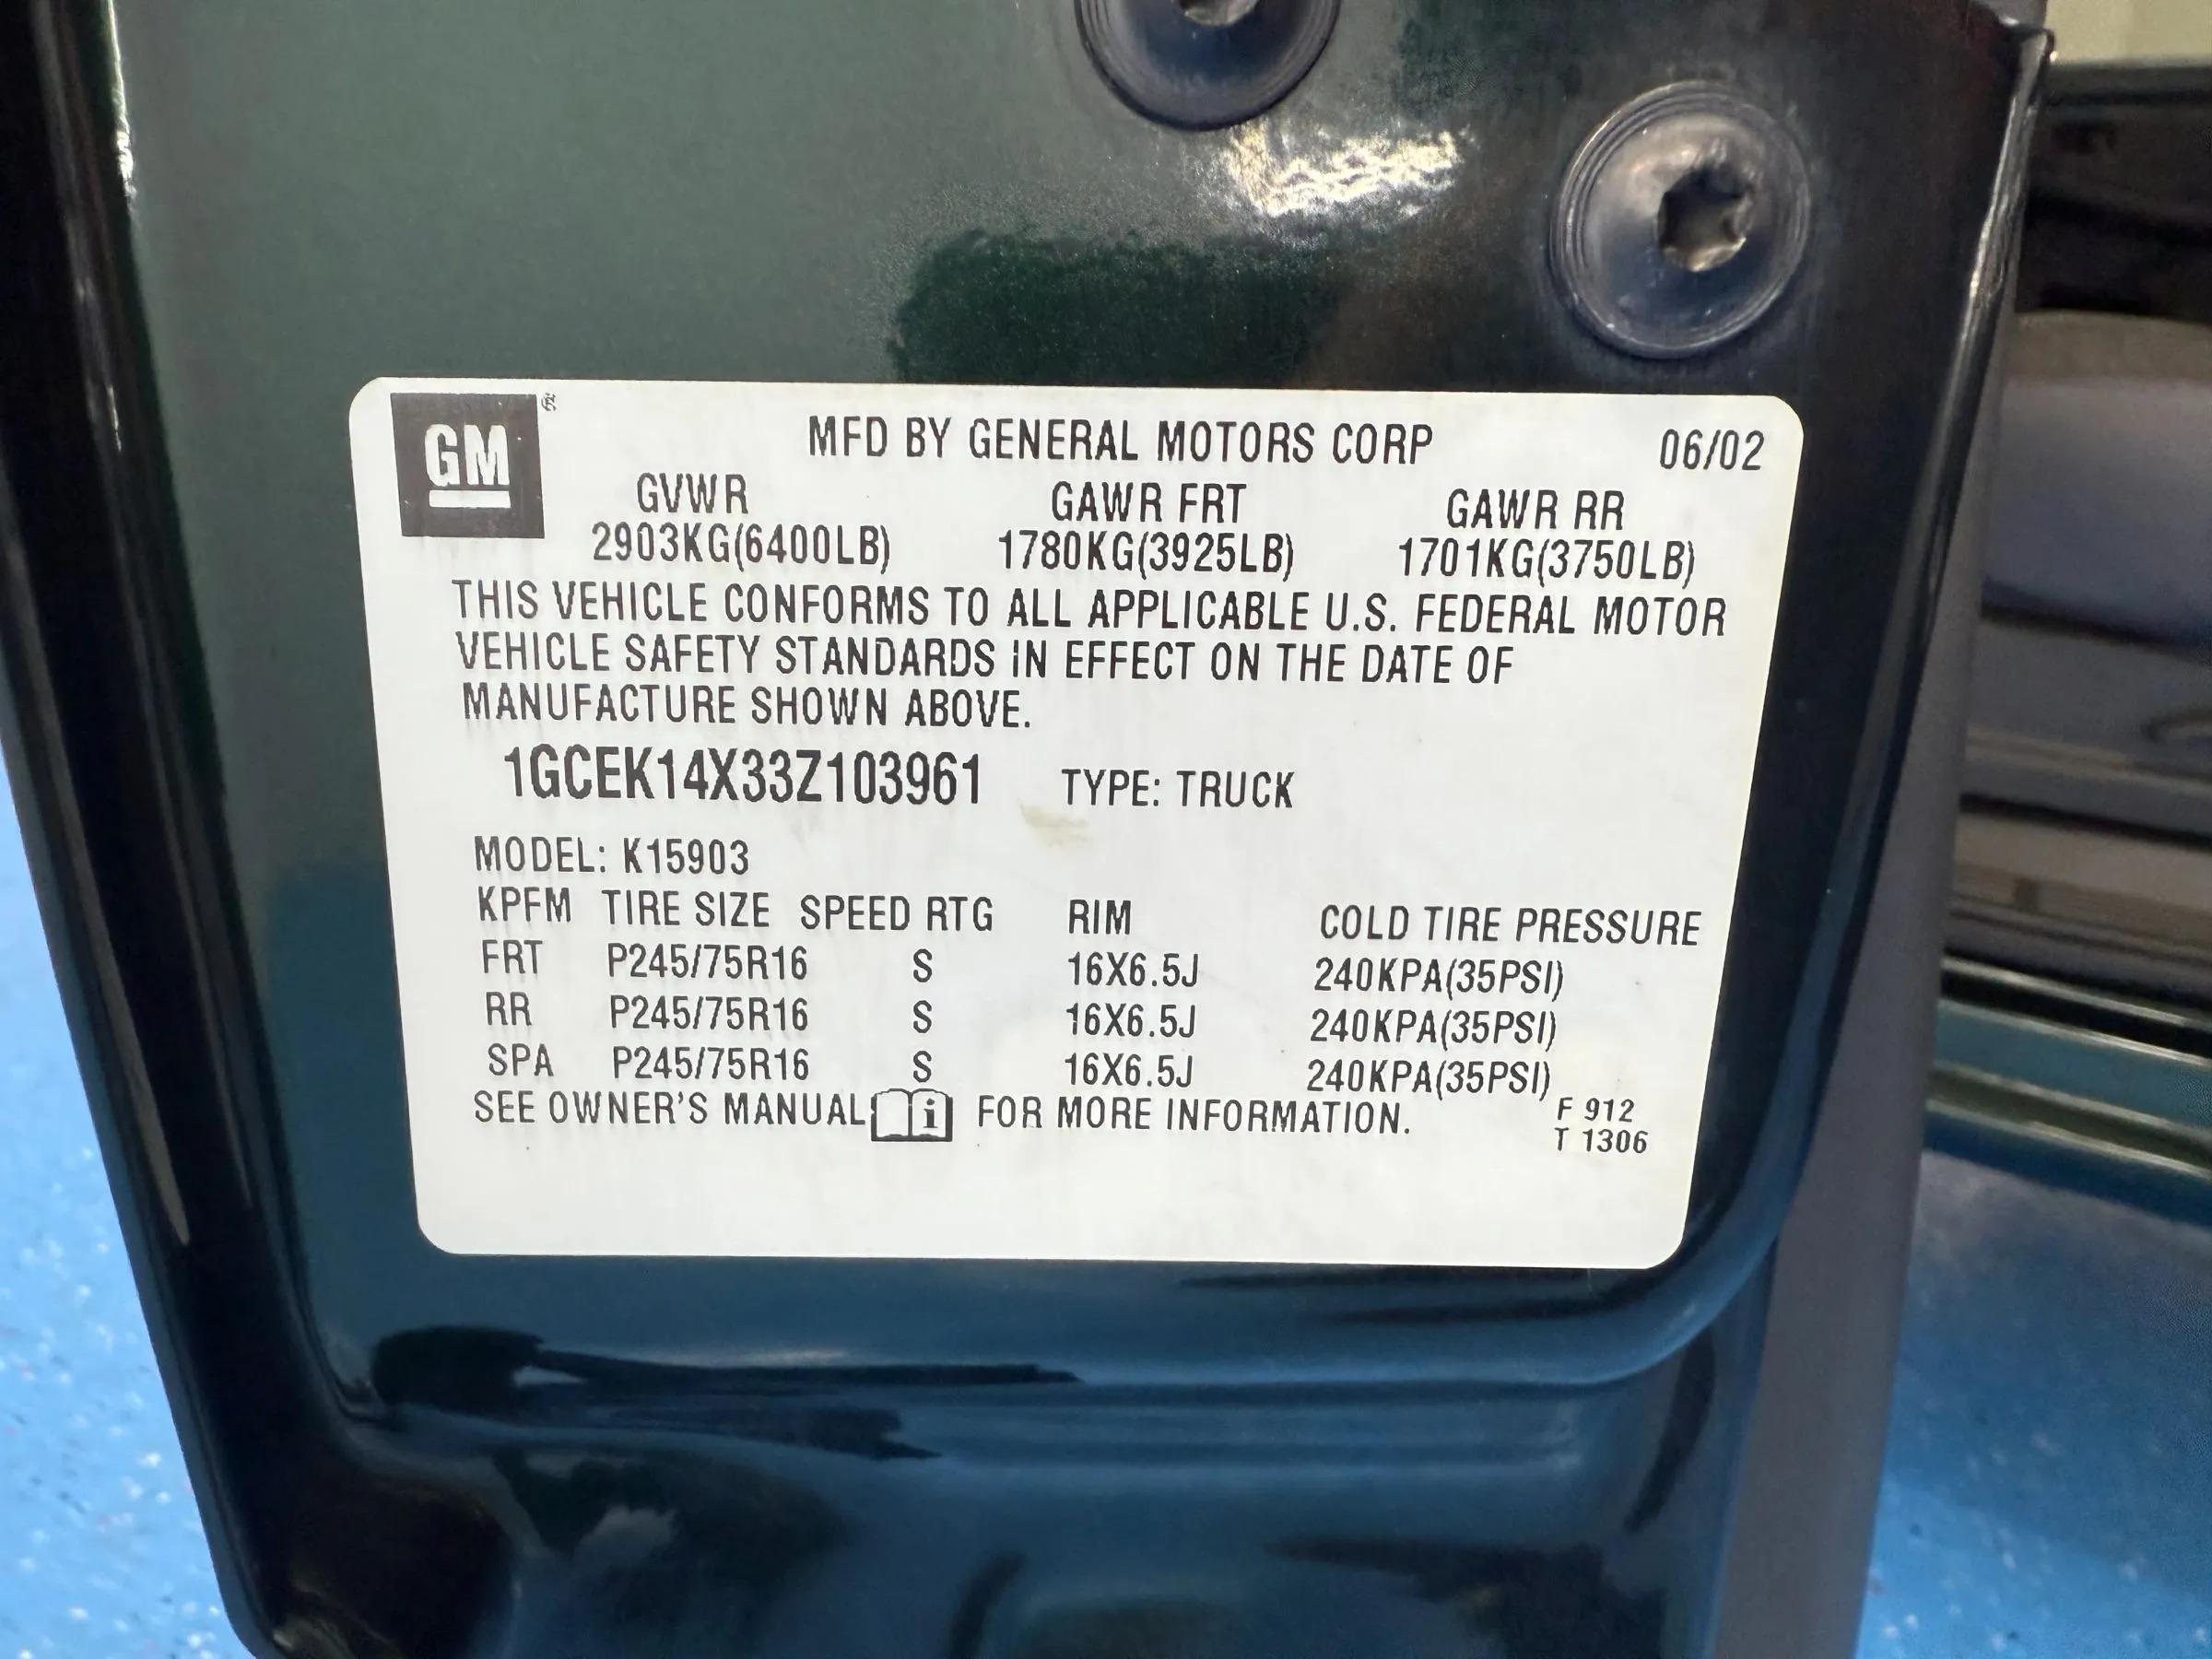 GM ®
MFD BY GENERAL MOTORS CORP 06/02
GVWR GAWR FRT GAWR RR
2903KG(6400LB) 1780KG(3925LB) 1701KG(3750LB)
THIS VEHICLE CONFORMS TO ALL APPLICABLE U.S. FEDERAL MOTOR
VEHICLE SAFETY STANDARDS IN EFFECT ON THE DATE OF
MANUFACTURE SHOWN ABOVE.
1GCEK14X33Z103961 TYPE: TRUCK
MODEL: K15903
KPFM TIRE SIZE SPEED RTG RIM COLD TIRE PRESSURE
FRT P245/75R16 S 16X6.5J 240KPA(35PSI)
RR P245/75R16 S 16X6.5J 240KPA(35PSI)
SPA P245/75R16 S 16X6.5J 240KPA(35PSI)
SEE OWNER'S MANUAL i FOR MORE INFORMATION.
F 912
T 1306